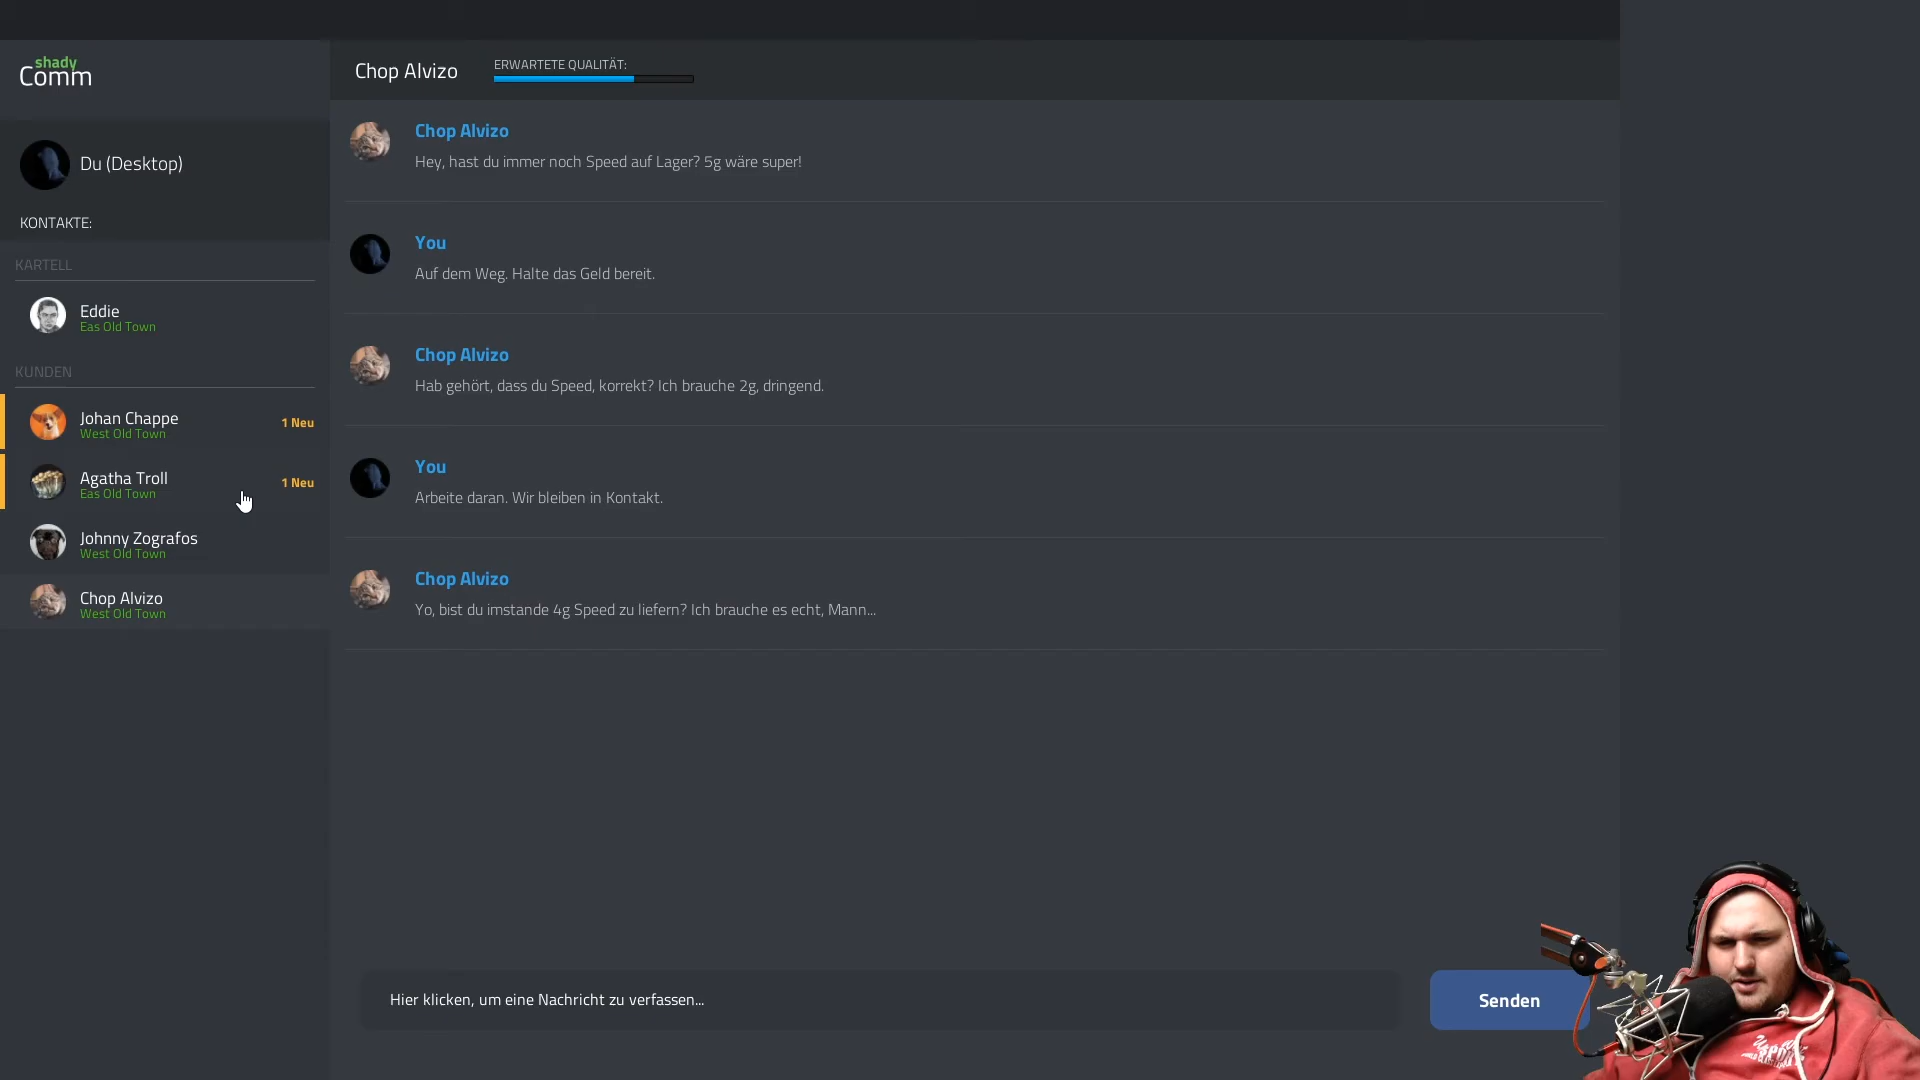 shady
Comm
Du (Desktop)
KONTAKTE:
KARTELL
Eddie
Eas Old Town
KUNDEN
Johan Chappe
West Old Town
1 Neu
Agatha Troll
Eas Old Town
1 Neu
Johnny Zografos
West Old Town
Chop Alvizo
West Old Town
Chop Alvizo
ERWARTETE QUALITÄT:
Chop Alvizo
Hey, hast du immer noch Speed auf Lager? 5g wäre super!
You
Auf dem Weg. Halte das Geld bereit.
Chop Alvizo
Hab gehört, dass du Speed, korrekt? Ich brauche 2g, dringend.
You
Arbeite daran. Wir bleiben in Kontakt.
Chop Alvizo
Yo, bist du imstande 4g Speed zu liefern? Ich brauche es echt, Mann...
Hier klicken, um eine Nachricht zu verfassen...
Senden